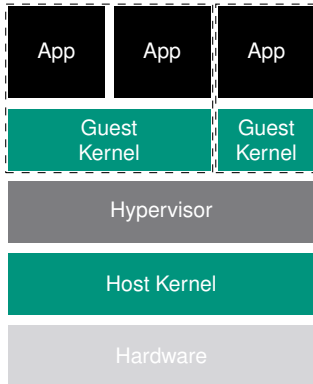 App App App
Guest Guest
Kernel Kernel
Hypervisor
Host Kernel
Hardware